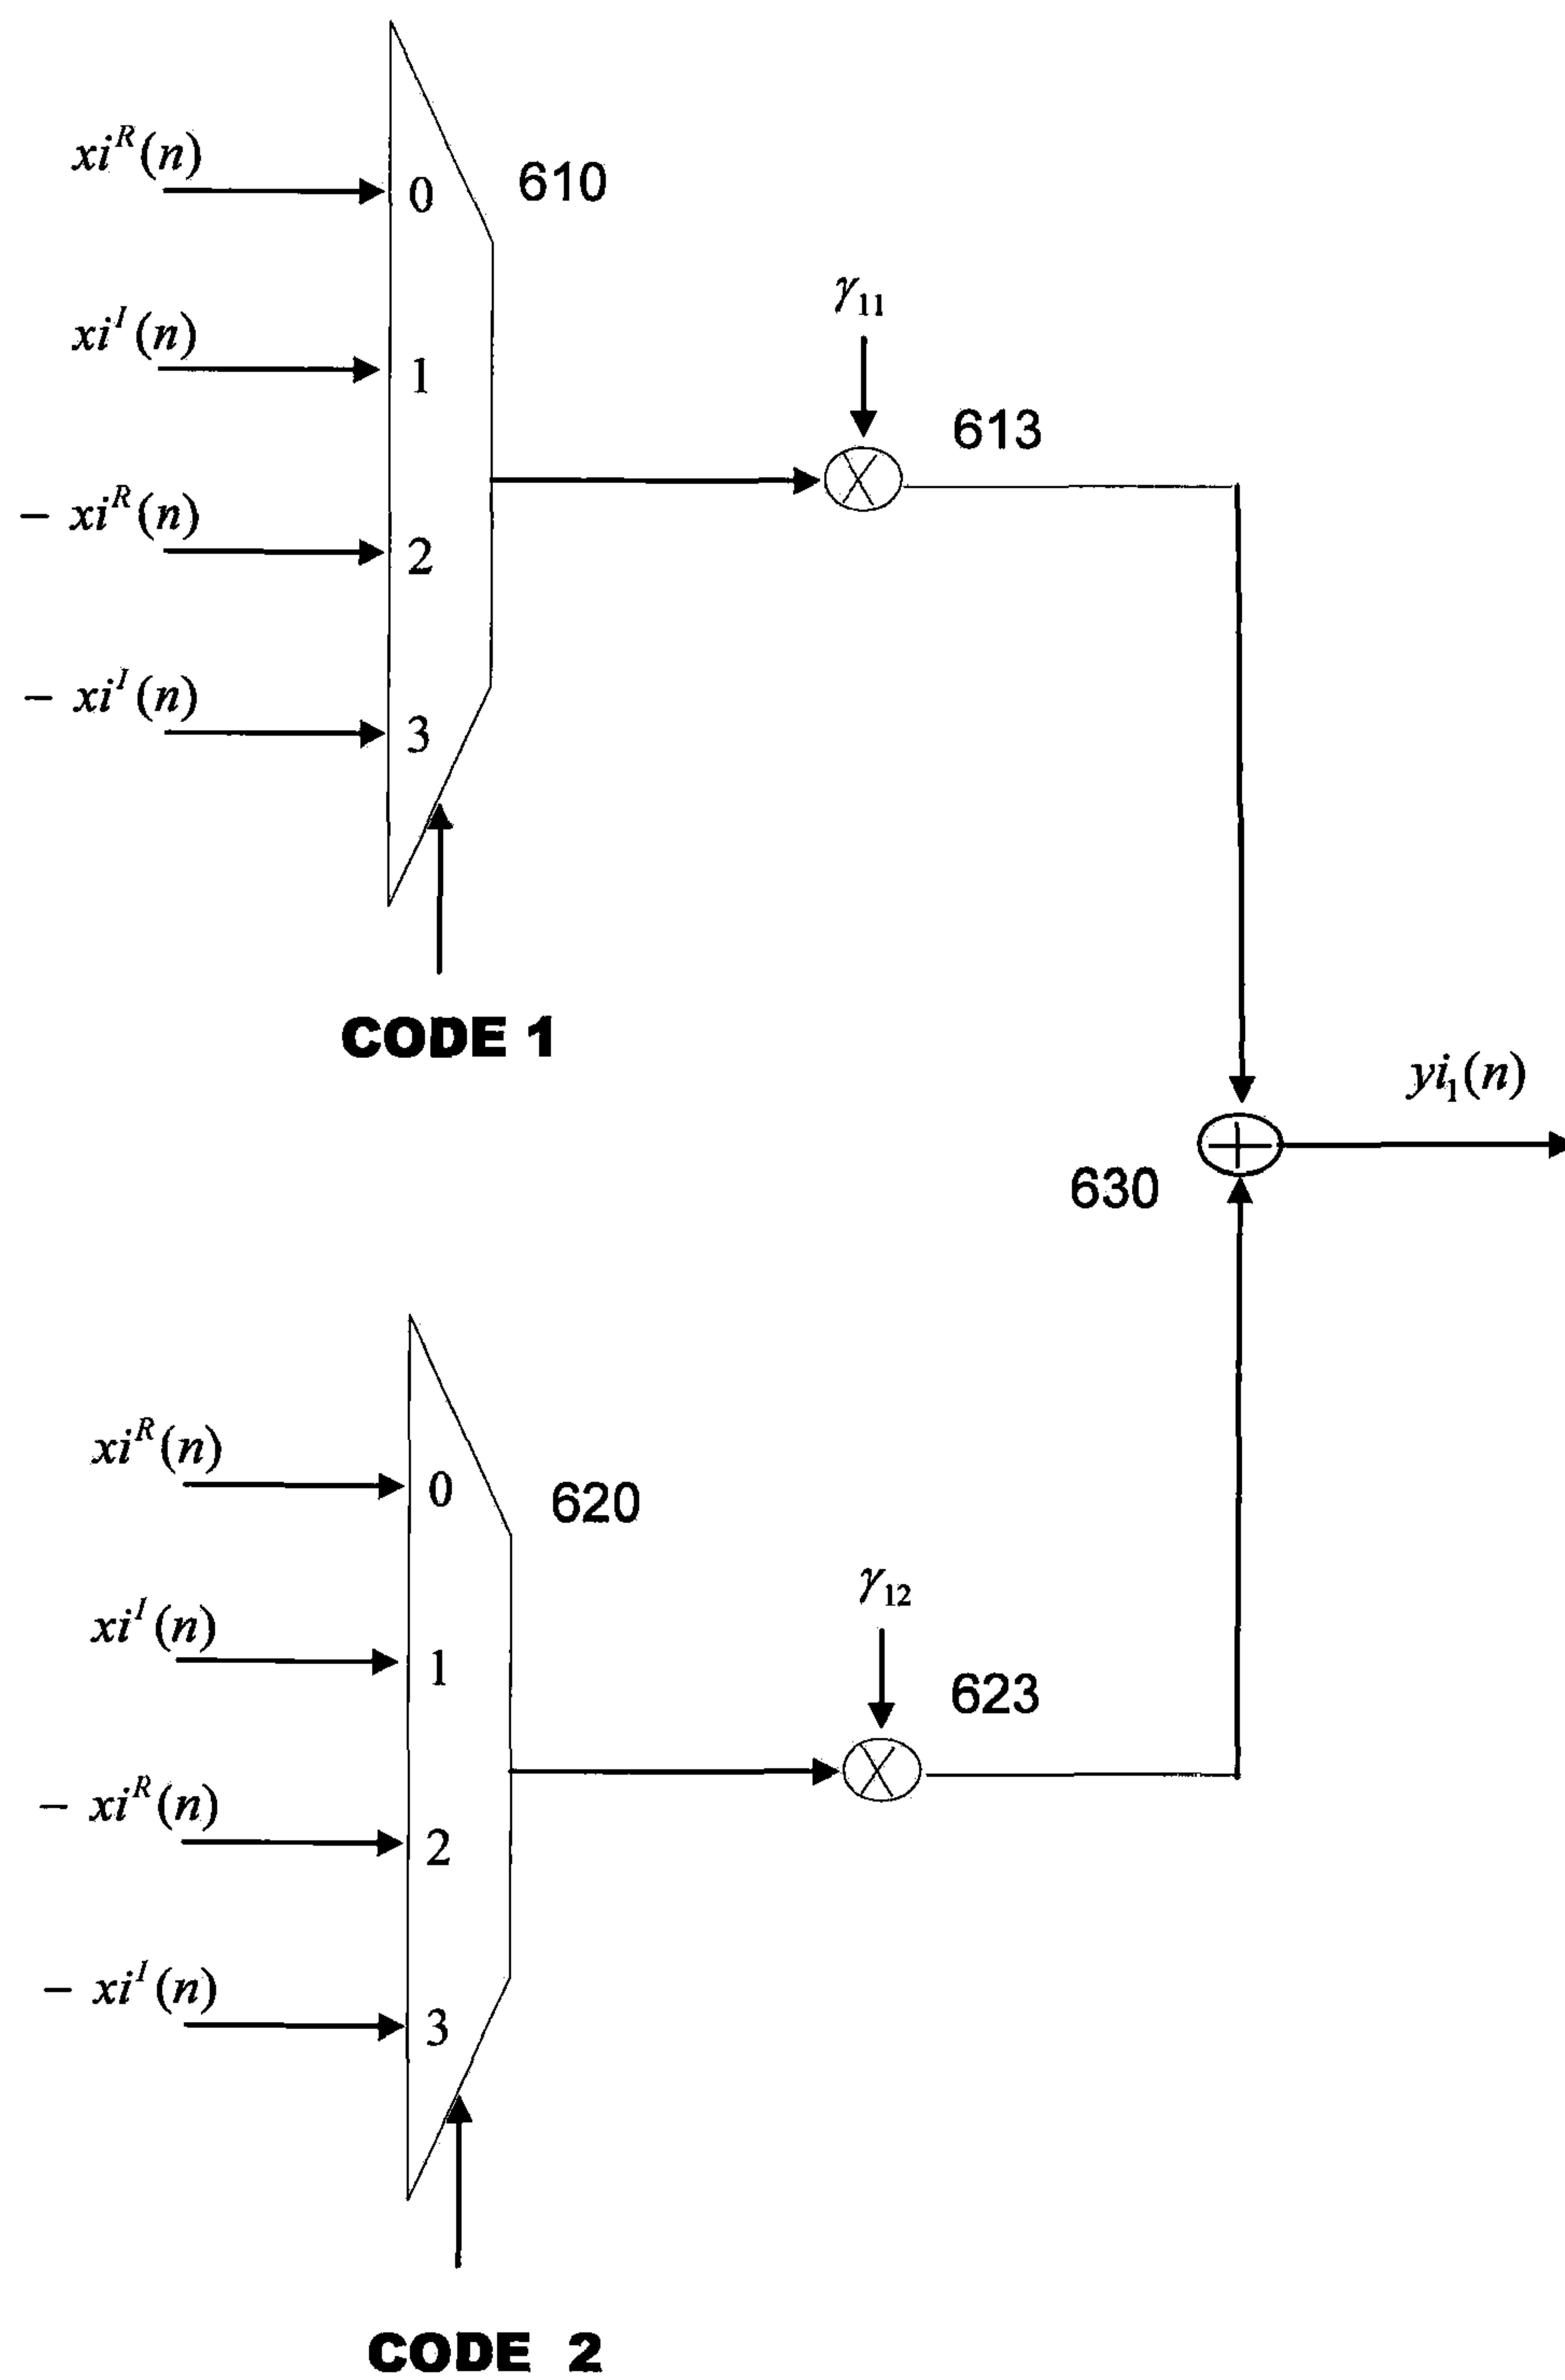 xi^R(n)
0
610
xi^I(n)
1
γ₁₁
613
− xi^R(n)
2
− xi^I(n)
3
CODE 1
yi₁(n)
630
xi^R(n)
0
620
xi^I(n)
1
γ₁₂
623
− xi^R(n)
2
− xi^I(n)
3
CODE 2